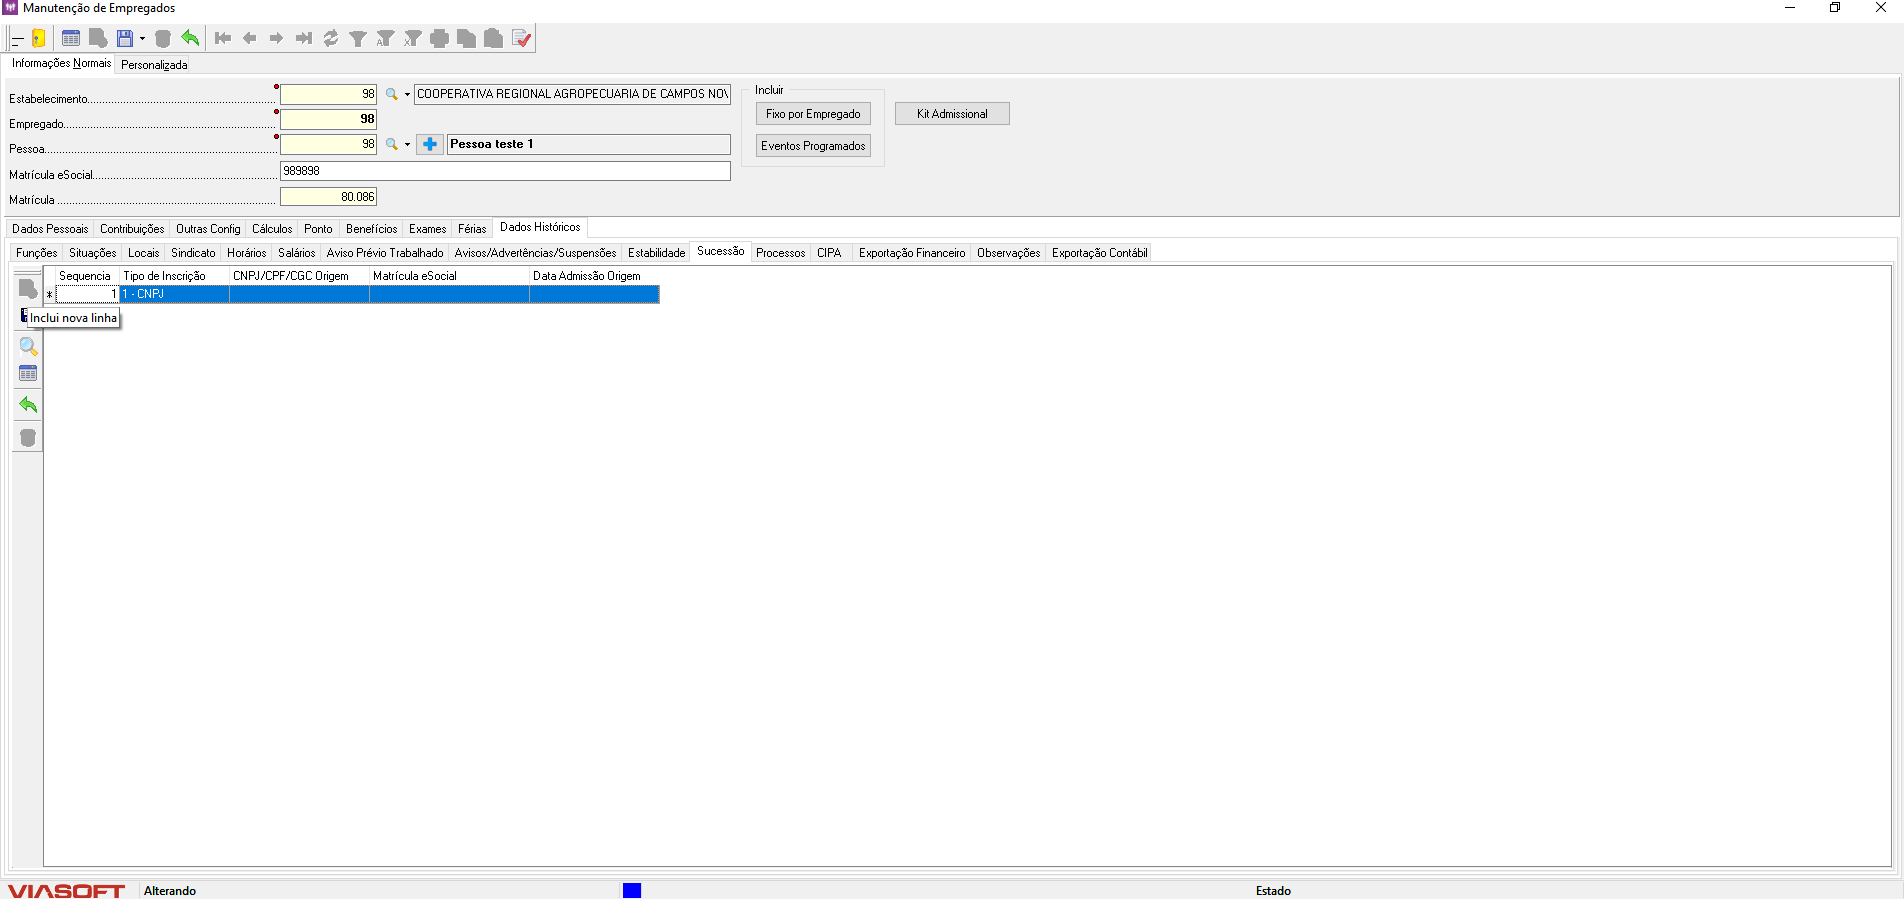 Manutenção de Empregados
Informações Normais Personalizada
Estabelecimento 98 COOPERATIVA REGIONAL AGROPECUARIA DE CAMPOS NOV
Empregado 98
Pessoa 98 Pessoa teste 1
Matrícula eSocial 989898
Matrícula 80.086
Incluir
Fixo por Empregado
Eventos Programados
Kit Admissional
Dados Pessoais Contribuições Outras Config Cálculos Ponto Benefícios Exames Férias Dados Históricos
Funções Situações Locais Sindicato Horários Salários Aviso Prévio Trabalhado Avisos/Advertências/Suspensões Estabilidade Sucessão Processos CIPA Exportação Financeiro Observações Exportação Contábil
Sequencia Tipo de Inscrição CNPJ/CPF/CGC Origem Matrícula eSocial Data Admissão Origem
* 1 1 - CNPJ
Inclui nova linha
VIASOFT Alterando Estado